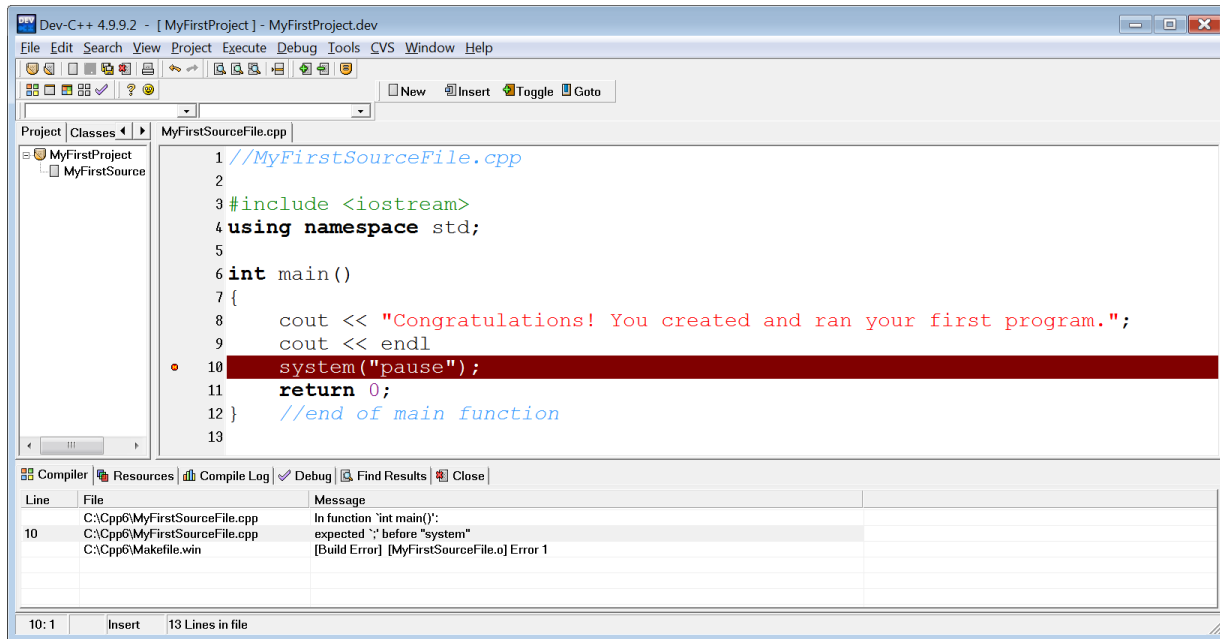 DEV Dev-C++ 4.9.9.2 - [ MyFirstProject ] - MyFirstProject.dev
File Edit Search View Project Execute Debug Tools CVS Window Help
New Insert Toggle Goto
Project Classes MyFirstSourceFile.cpp
MyFirstProject
MyFirstSource
1 //MyFirstSourceFile.cpp
2
3 #include <iostream>
4 using namespace std;
5
6 int main()
7 {
8 cout << "Congratulations! You created and ran your first program.";
9 cout << endl
10 system("pause");
11 return 0;
12 } //end of main function
13
Compiler Resources Compile Log Debug Find Results Close
Line File Message
C:\Cpp6\MyFirstSourceFile.cpp In function `int main()':
10 C:\Cpp6\MyFirstSourceFile.cpp expected `;' before "system"
C:\Cpp6\Makefile.win [Build Error] [MyFirstSourceFile.o] Error 1
10: 1 Insert 13 Lines in file